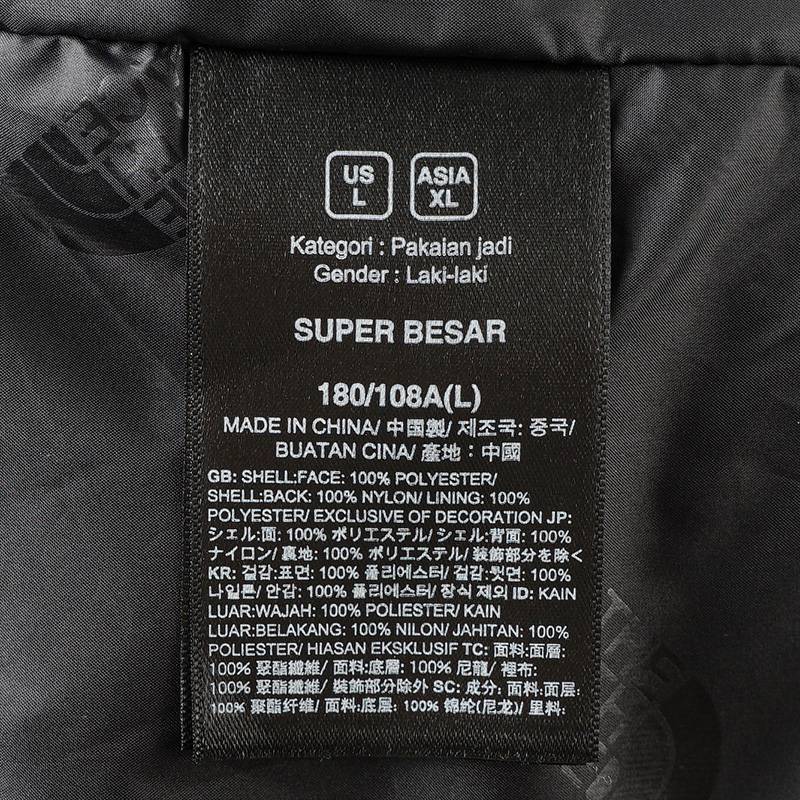 US
L
ASIA
XL
Kategori : Pakaian jadi
Gender : Laki-laki
SUPER BESAR
180/108A(L)
MADE IN CHINA/ 中国製/ 제조국: 중국/
BUATAN CINA/ 產地：中國
GB: SHELL:FACE: 100% POLYESTER/
SHELL:BACK: 100% NYLON/ LINING: 100%
POLYESTER/ EXCLUSIVE OF DECORATION JP:
シェル:面: 100% ポリエステル/ シェル:背面: 100%
ナイロン/ 裏地: 100% ポリエステル/ 装飾部分を除く
KR: 겉감:표면: 100% 폴리에스터/ 겉감:뒷면: 100%
나일론/ 안감: 100% 폴리에스터/ 장식 제외 ID: KAIN
LUAR:WAJAH: 100% POLIESTER/ KAIN
LUAR:BELAKANG: 100% NILON/ JAHITAN: 100%
POLIESTER/ HIASAN EKSKLUSIF TC: 面料:面層:
100% 聚酯纖維/ 面料:底層: 100% 尼龍/ 裡布:
100% 聚酯纖維/ 裝飾部分除外 SC: 成分: 面料:面层:
100% 聚酯纤维/ 面料:底层: 100% 锦纶(尼龙)/ 里料: